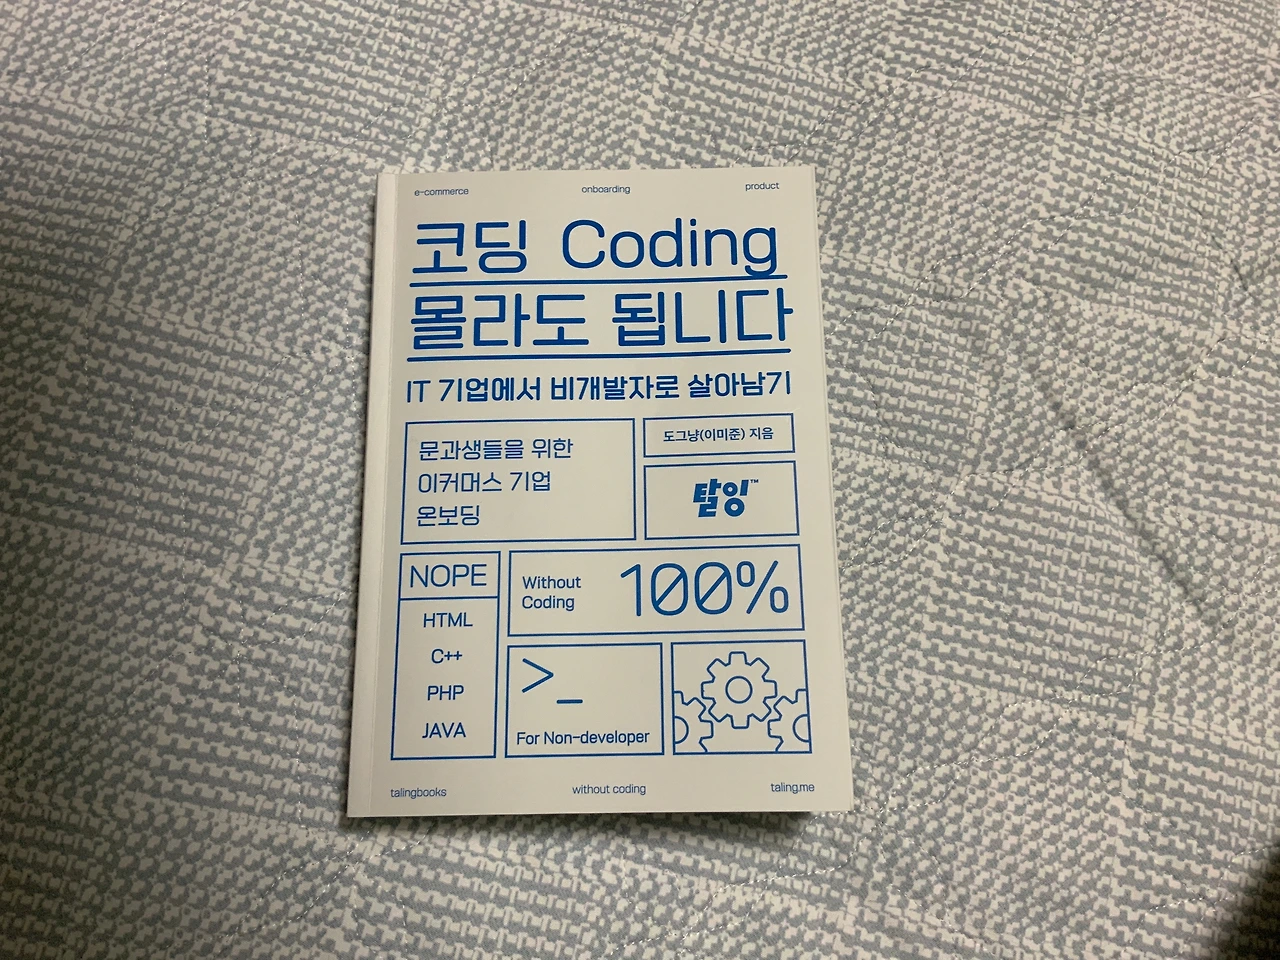 e-commerce onboarding product
코딩 Coding
몰라도 됩니다
IT 기업에서 비개발자로 살아남기
문과생들을 위한
이커머스 기업
온보딩
도그냥(이미준) 지음
탈잉™
NOPE
HTML
C++
PHP
JAVA
Without
Coding
100%
>_
For Non-developer
talingbooks without coding taling.me